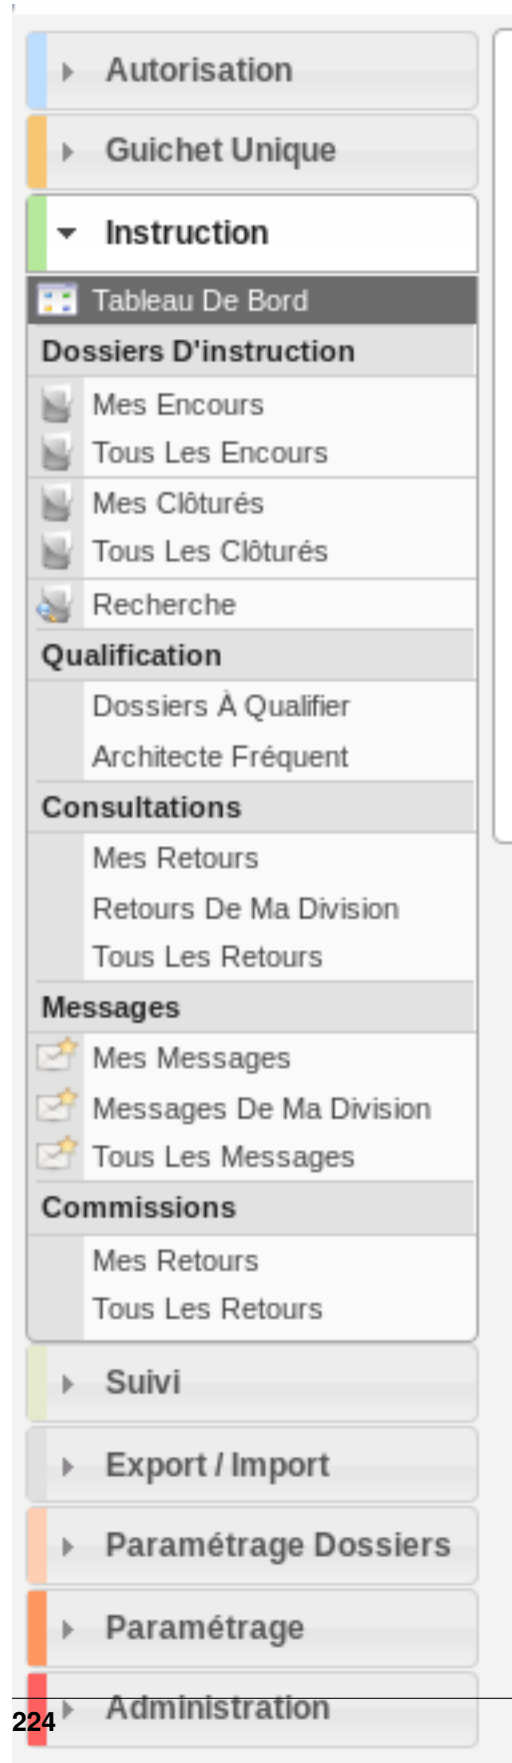 Autorisation
Guichet Unique
Instruction
Tableau De Bord
Dossiers D'instruction
Mes Encours
Tous Les Encours
Mes Clôturés
Tous Les Clôturés
Recherche
Qualification
Dossiers À Qualifier
Architecte Fréquent
Consultations
Mes Retours
Retours De Ma Division
Tous Les Retours
Messages
Mes Messages
Messages De Ma Division
Tous Les Messages
Commissions
Mes Retours
Tous Les Retours
Suivi
Export / Import
Paramétrage Dossiers
Paramétrage
Administration
224